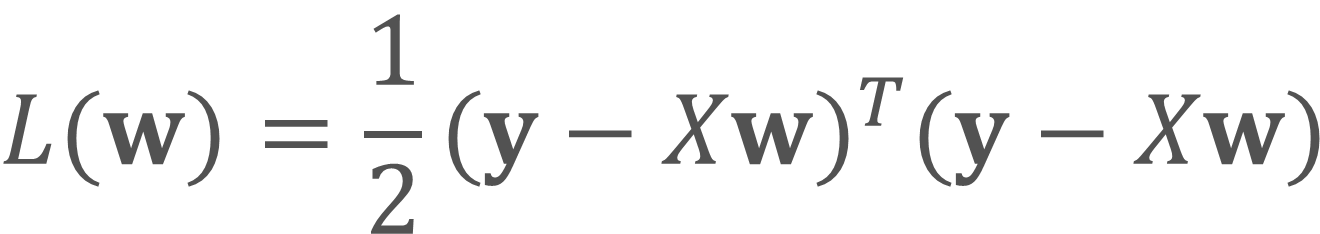 L(𝐰) = 1/2 (𝐲 − X𝐰)ᵀ(𝐲 − X𝐰)